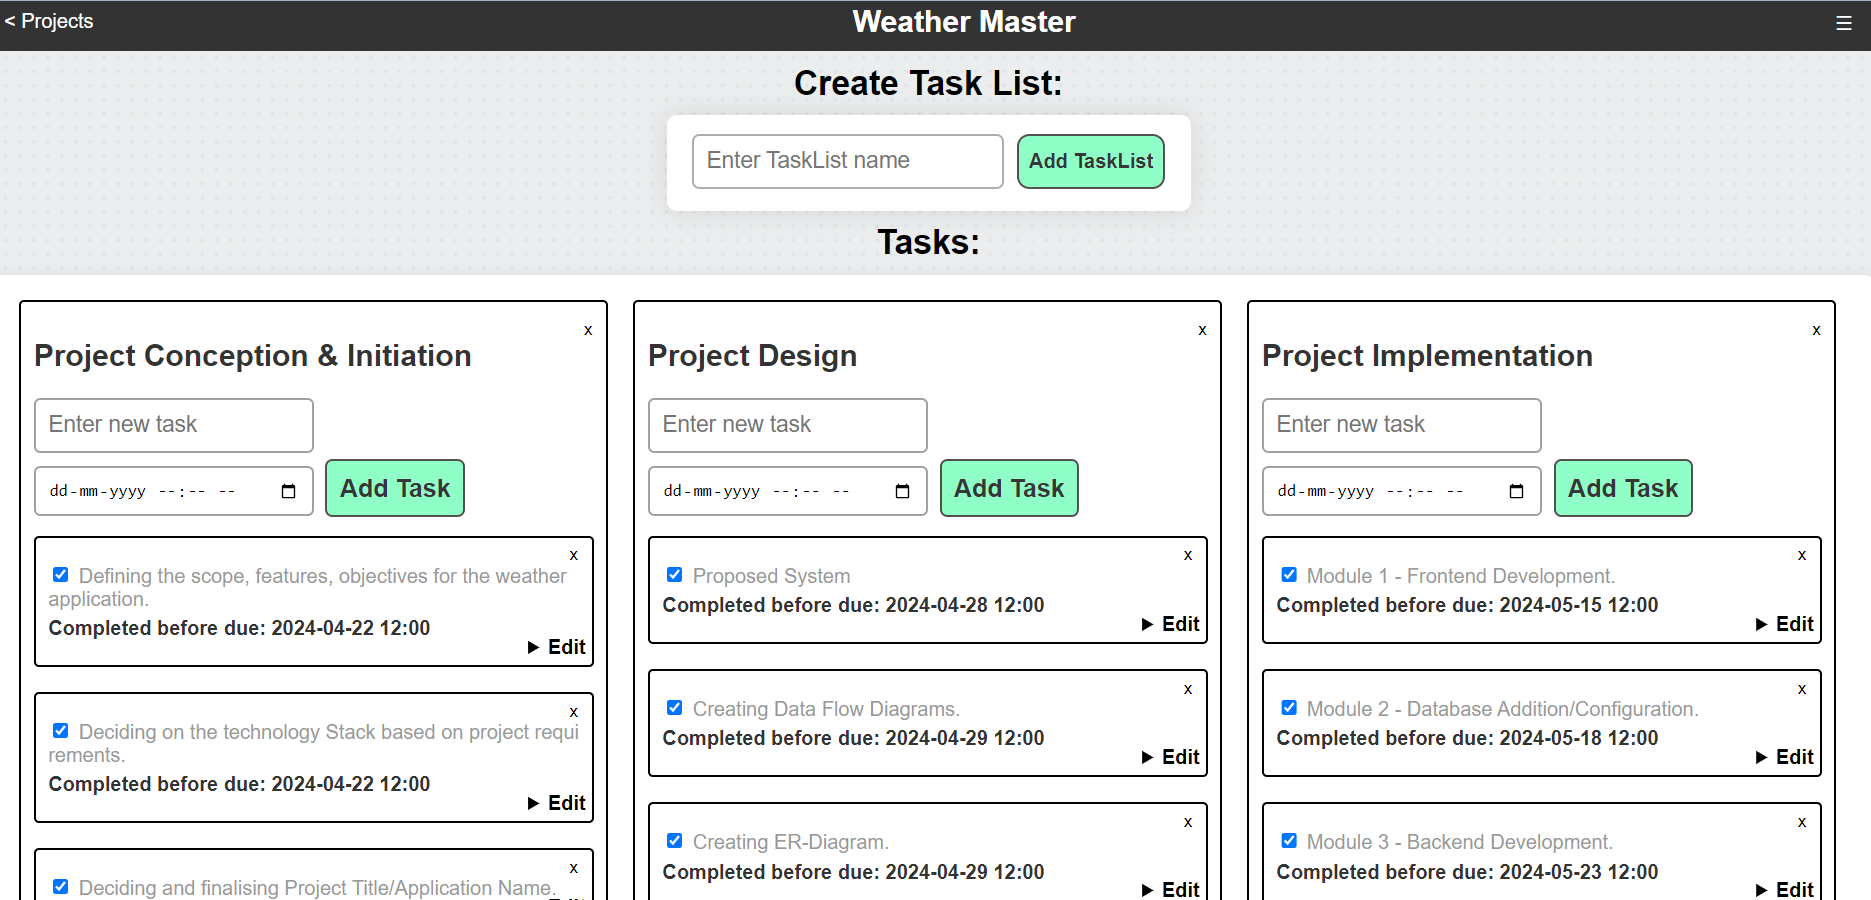 < Projects
Weather Master
☰
Create Task List:
Enter TaskList name
Add TaskList
Tasks:
x
Project Conception & Initiation
Enter new task
dd-mm-yyyy --:-- --
Add Task
x
Defining the scope, features, objectives for the weather
application.
Completed before due: 2024-04-22 12:00
▶ Edit
x
Deciding on the technology Stack based on project requi
rements.
Completed before due: 2024-04-22 12:00
▶ Edit
x
Deciding and finalising Project Title/Application Name.
x
Project Design
Enter new task
dd-mm-yyyy --:-- --
Add Task
x
Proposed System
Completed before due: 2024-04-28 12:00
▶ Edit
x
Creating Data Flow Diagrams.
Completed before due: 2024-04-29 12:00
▶ Edit
x
Creating ER-Diagram.
Completed before due: 2024-04-29 12:00
▶ Edit
x
Project Implementation
Enter new task
dd-mm-yyyy --:-- --
Add Task
x
Module 1 - Frontend Development.
Completed before due: 2024-05-15 12:00
▶ Edit
x
Module 2 - Database Addition/Configuration.
Completed before due: 2024-05-18 12:00
▶ Edit
x
Module 3 - Backend Development.
Completed before due: 2024-05-23 12:00
▶ Edit